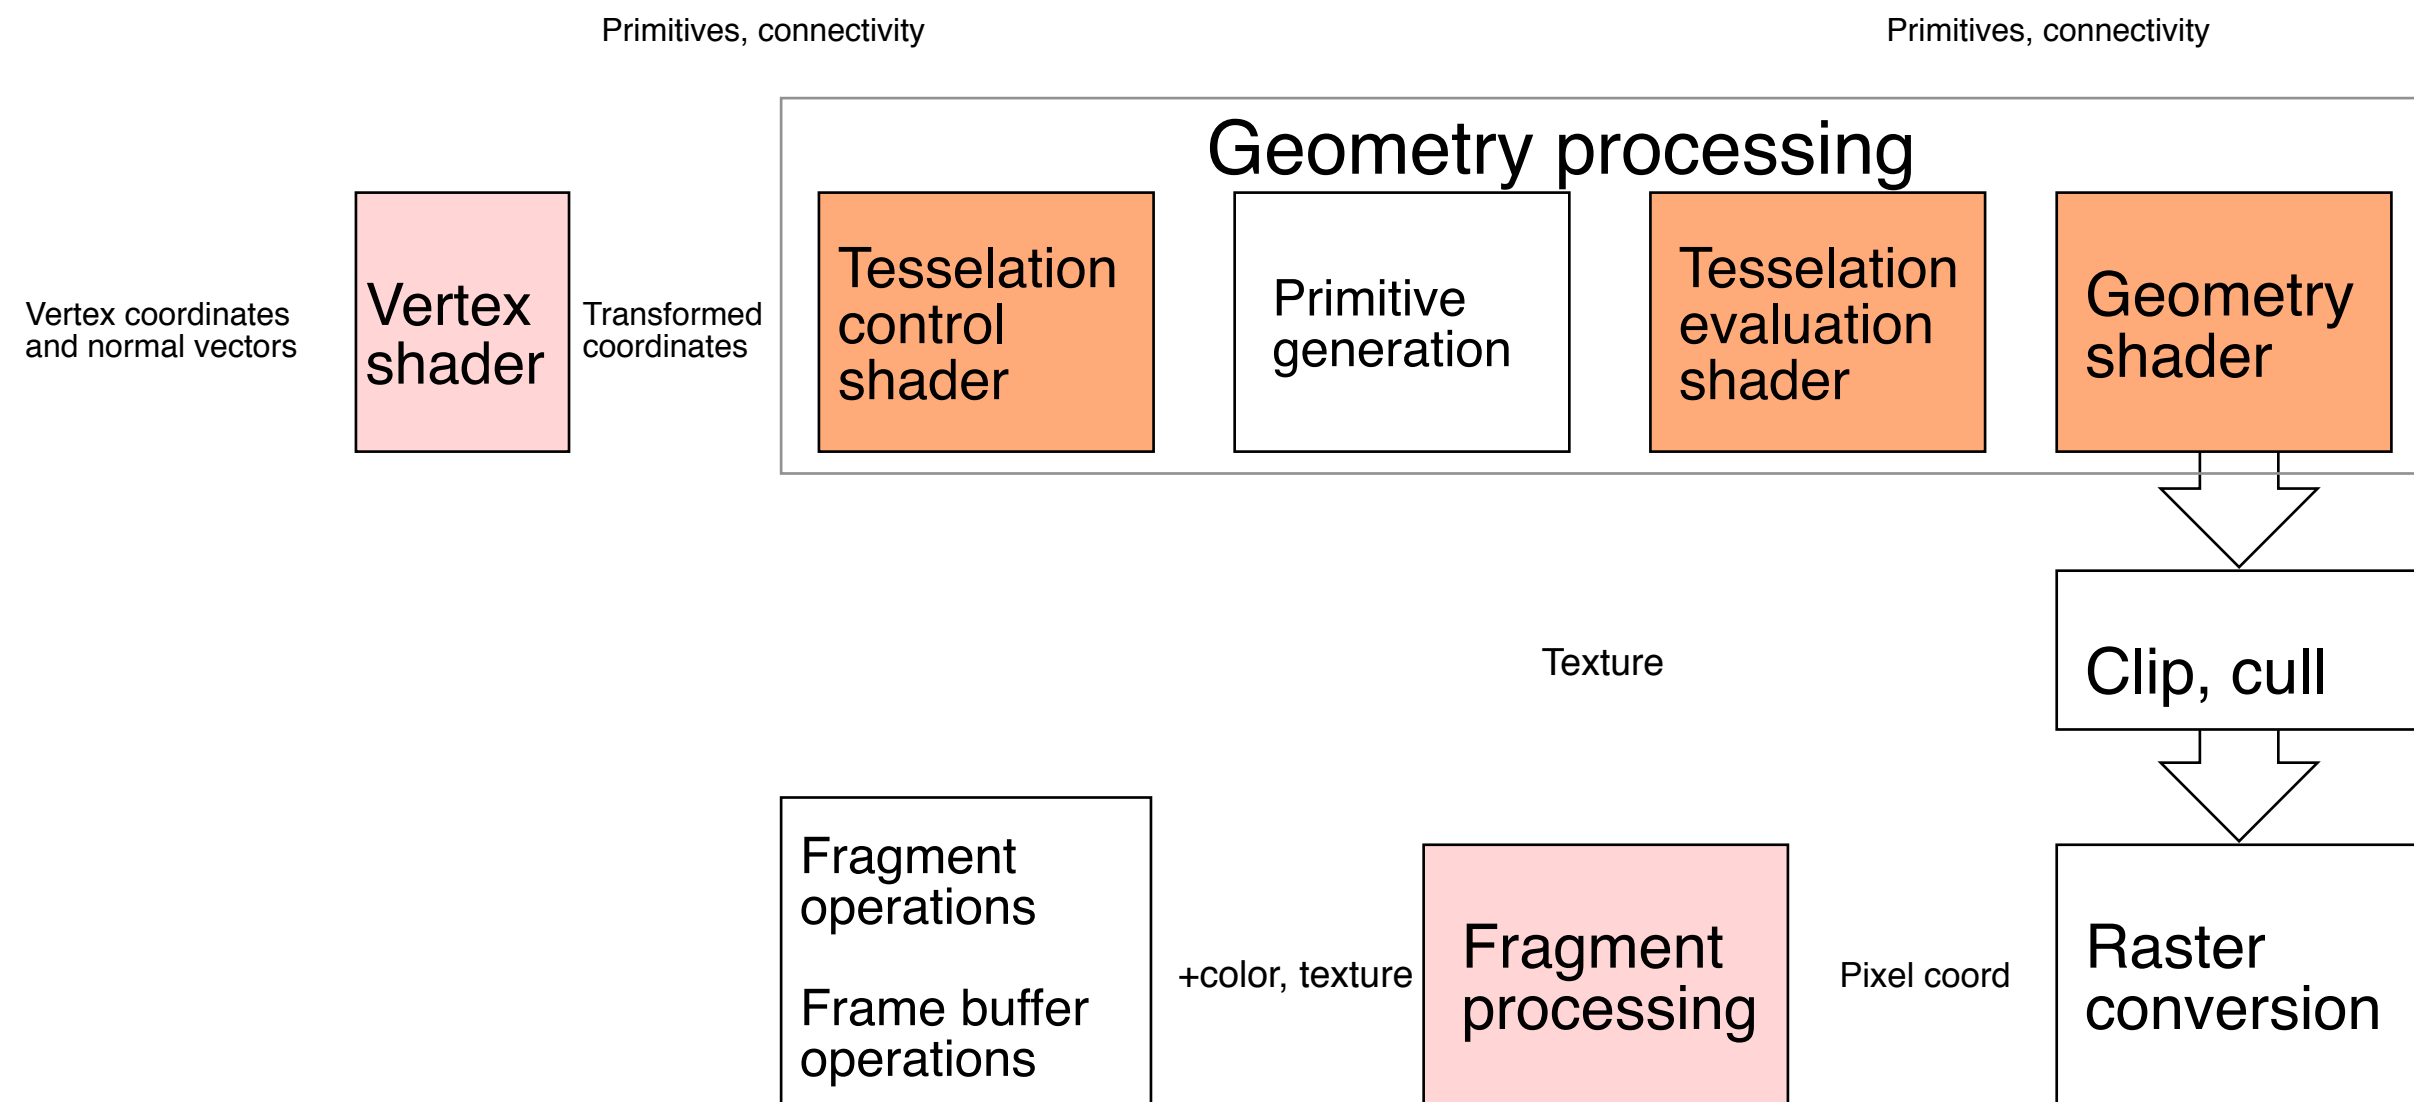 Primitives, connectivity
Primitives, connectivity
Geometry processing
Vertex coordinates
and normal vectors
Vertex
shader
Transformed
coordinates
Tesselation
control
shader
Primitive
generation
Tesselation
evaluation
shader
Geometry
shader
Texture
Clip, cull
Fragment
operations
Frame buffer
operations
+color, texture
Fragment
processing
Pixel coord
Raster
conversion